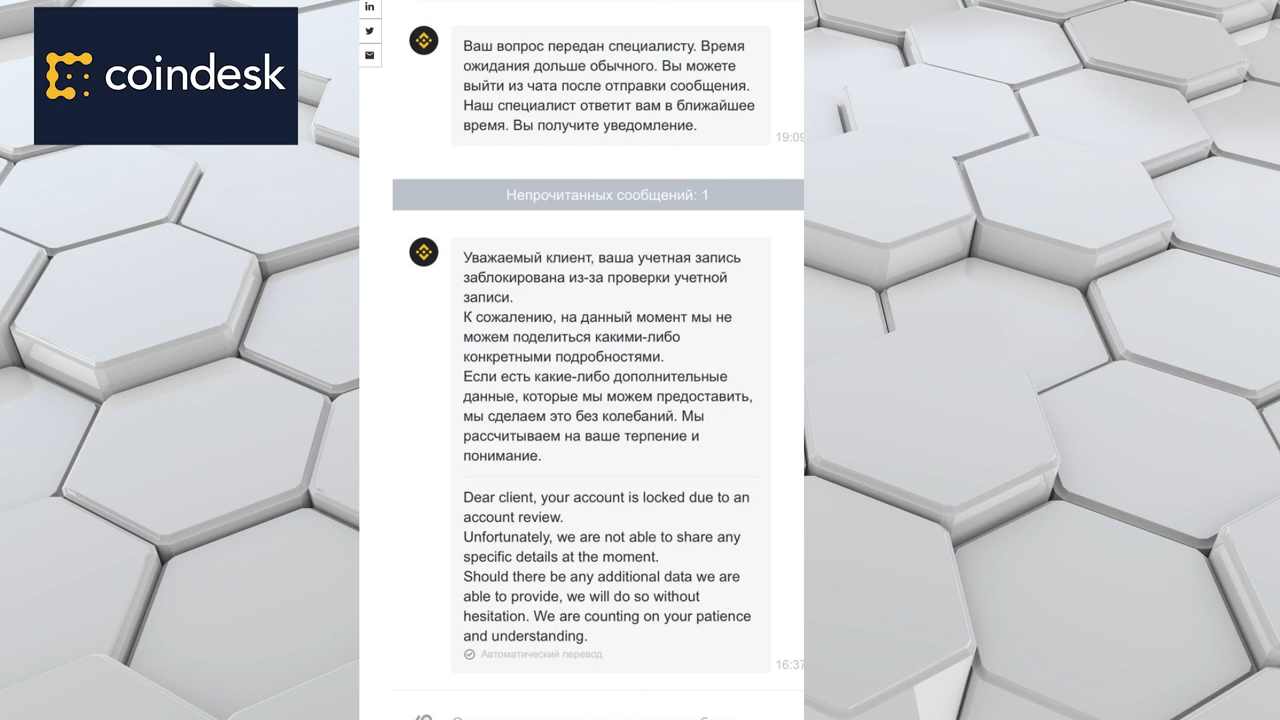 coindesk
in
Ваш вопрос передан специалисту. Время
ожидания дольше обычного. Вы можете
выйти из чата после отправки сообщения.
Наш специалист ответит вам в ближайшее
время. Вы получите уведомление.
19:09
Непрочитанных сообщений: 1
Уважаемый клиент, ваша учетная запись
заблокирована из-за проверки учетной
записи.
К сожалению, на данный момент мы не
можем поделиться какими-либо
конкретными подробностями.
Если есть какие-либо дополнительные
данные, которые мы можем предоставить,
мы сделаем это без колебаний. Мы
рассчитываем на ваше терпение и
понимание.
Dear client, your account is locked due to an
account review.
Unfortunately, we are not able to share any
specific details at the moment.
Should there be any additional data we are
able to provide, we will do so without
hesitation. We are counting on your patience
and understanding.
Автоматический перевод
16:37